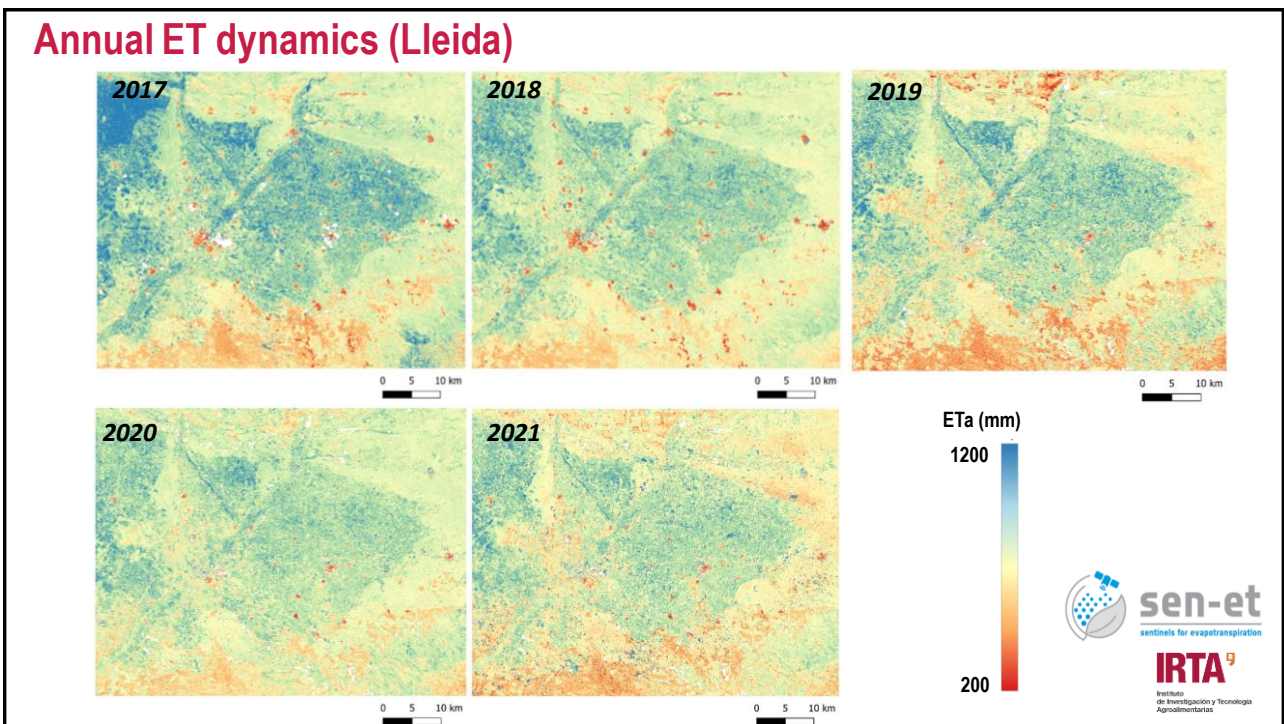 Annual ET dynamics (Lleida)
2017
2018
2019
0 5 10 km
0 5 10 km
0 5 10 km
2020
2021
ETa (mm)
1200
200
0 5 10 km
0 5 10 km
sen-et
sentinels for evapotranspiration
IRTA
Instituto
de Investigación y Tecnología
Agroalimentarias